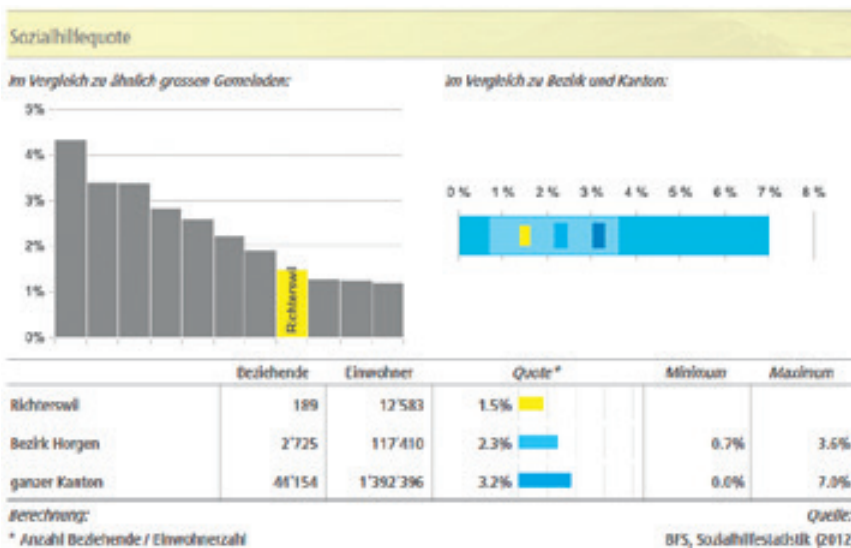 Sozialhilfequote
Im Vergleich zu ähnlich grossen Gemeinden:
5%
4%
3%
2%
1%
0%
Richterswil
Im Vergleich zu Bezirk und Kanton:
0% 1% 2% 3% 4% 5% 6% 7% 8%
Beziehende Einwohner Quote* Minimum Maximum
Richterswil 189 12'583 1.5%
Bezirk Horgen 2'725 117'410 2.3% 0.7% 3.6%
ganzer Kanton 44'154 1'392'396 3.2% 0.0% 7.0%
Berechnung: Quelle:
* Anzahl Beziehende / Einwohnerzahl BFS, Sozialhilfestatistik (2012